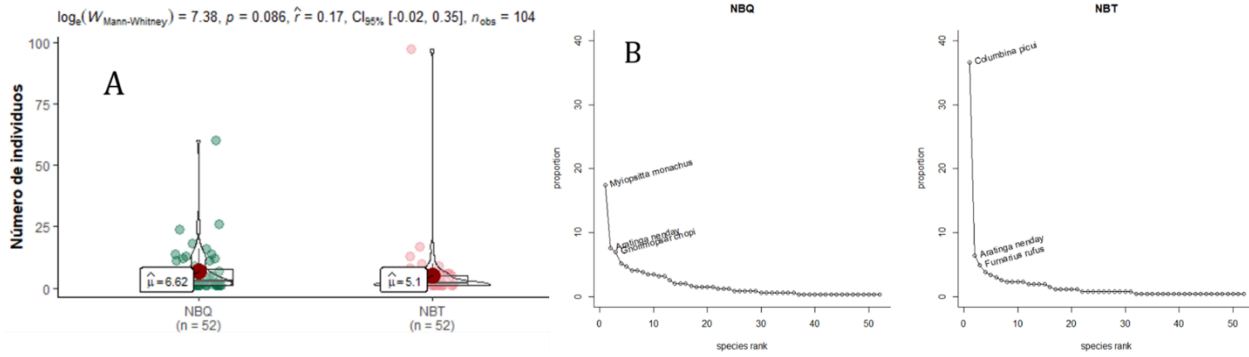 logₑ(W Mann-Whitney) = 7.38, p = 0.086, r̂ = 0.17, CI95% [-0.02, 0.35], nobs = 104
A
Número de individuos
100
75
50
25
0
μ̂ = 6.62
μ̂ = 5.1
NBQ
(n = 52)
NBT
(n = 52)
B
NBQ
proportion
40
30
20
10
0
Myiopsitta monachus
Aratinga nenday
Gnorimopsar chopi
0 10 20 30 40 50
species rank
NBT
proportion
40
30
20
10
0
Columbina picui
Aratinga nenday
Furnarius rufus
0 10 20 30 40 50
species rank